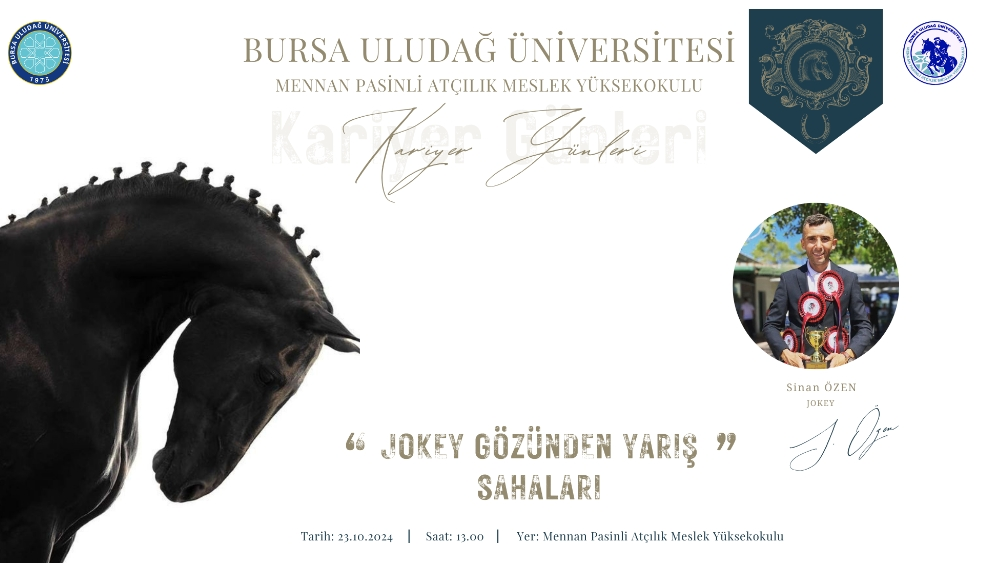 BURSA ULUDAĞ ÜNİVERSİTESİ
BURSA ULUDAĞ ÜNİVERSİTESİ
1975
MENNAN PASİNLİ ATÇILIK MESLEK YÜKSEKOKULU
Kariyer Günleri
Kariyer Günleri
Sinan ÖZEN
JOKEY
S. Özen
“ JOKEY GÖZÜNDEN YARIŞ ”
SAHALARI
Tarih: 23.10.2024 | Saat: 13.00 | Yer: Mennan Pasinli Atçılık Meslek Yüksekokulu